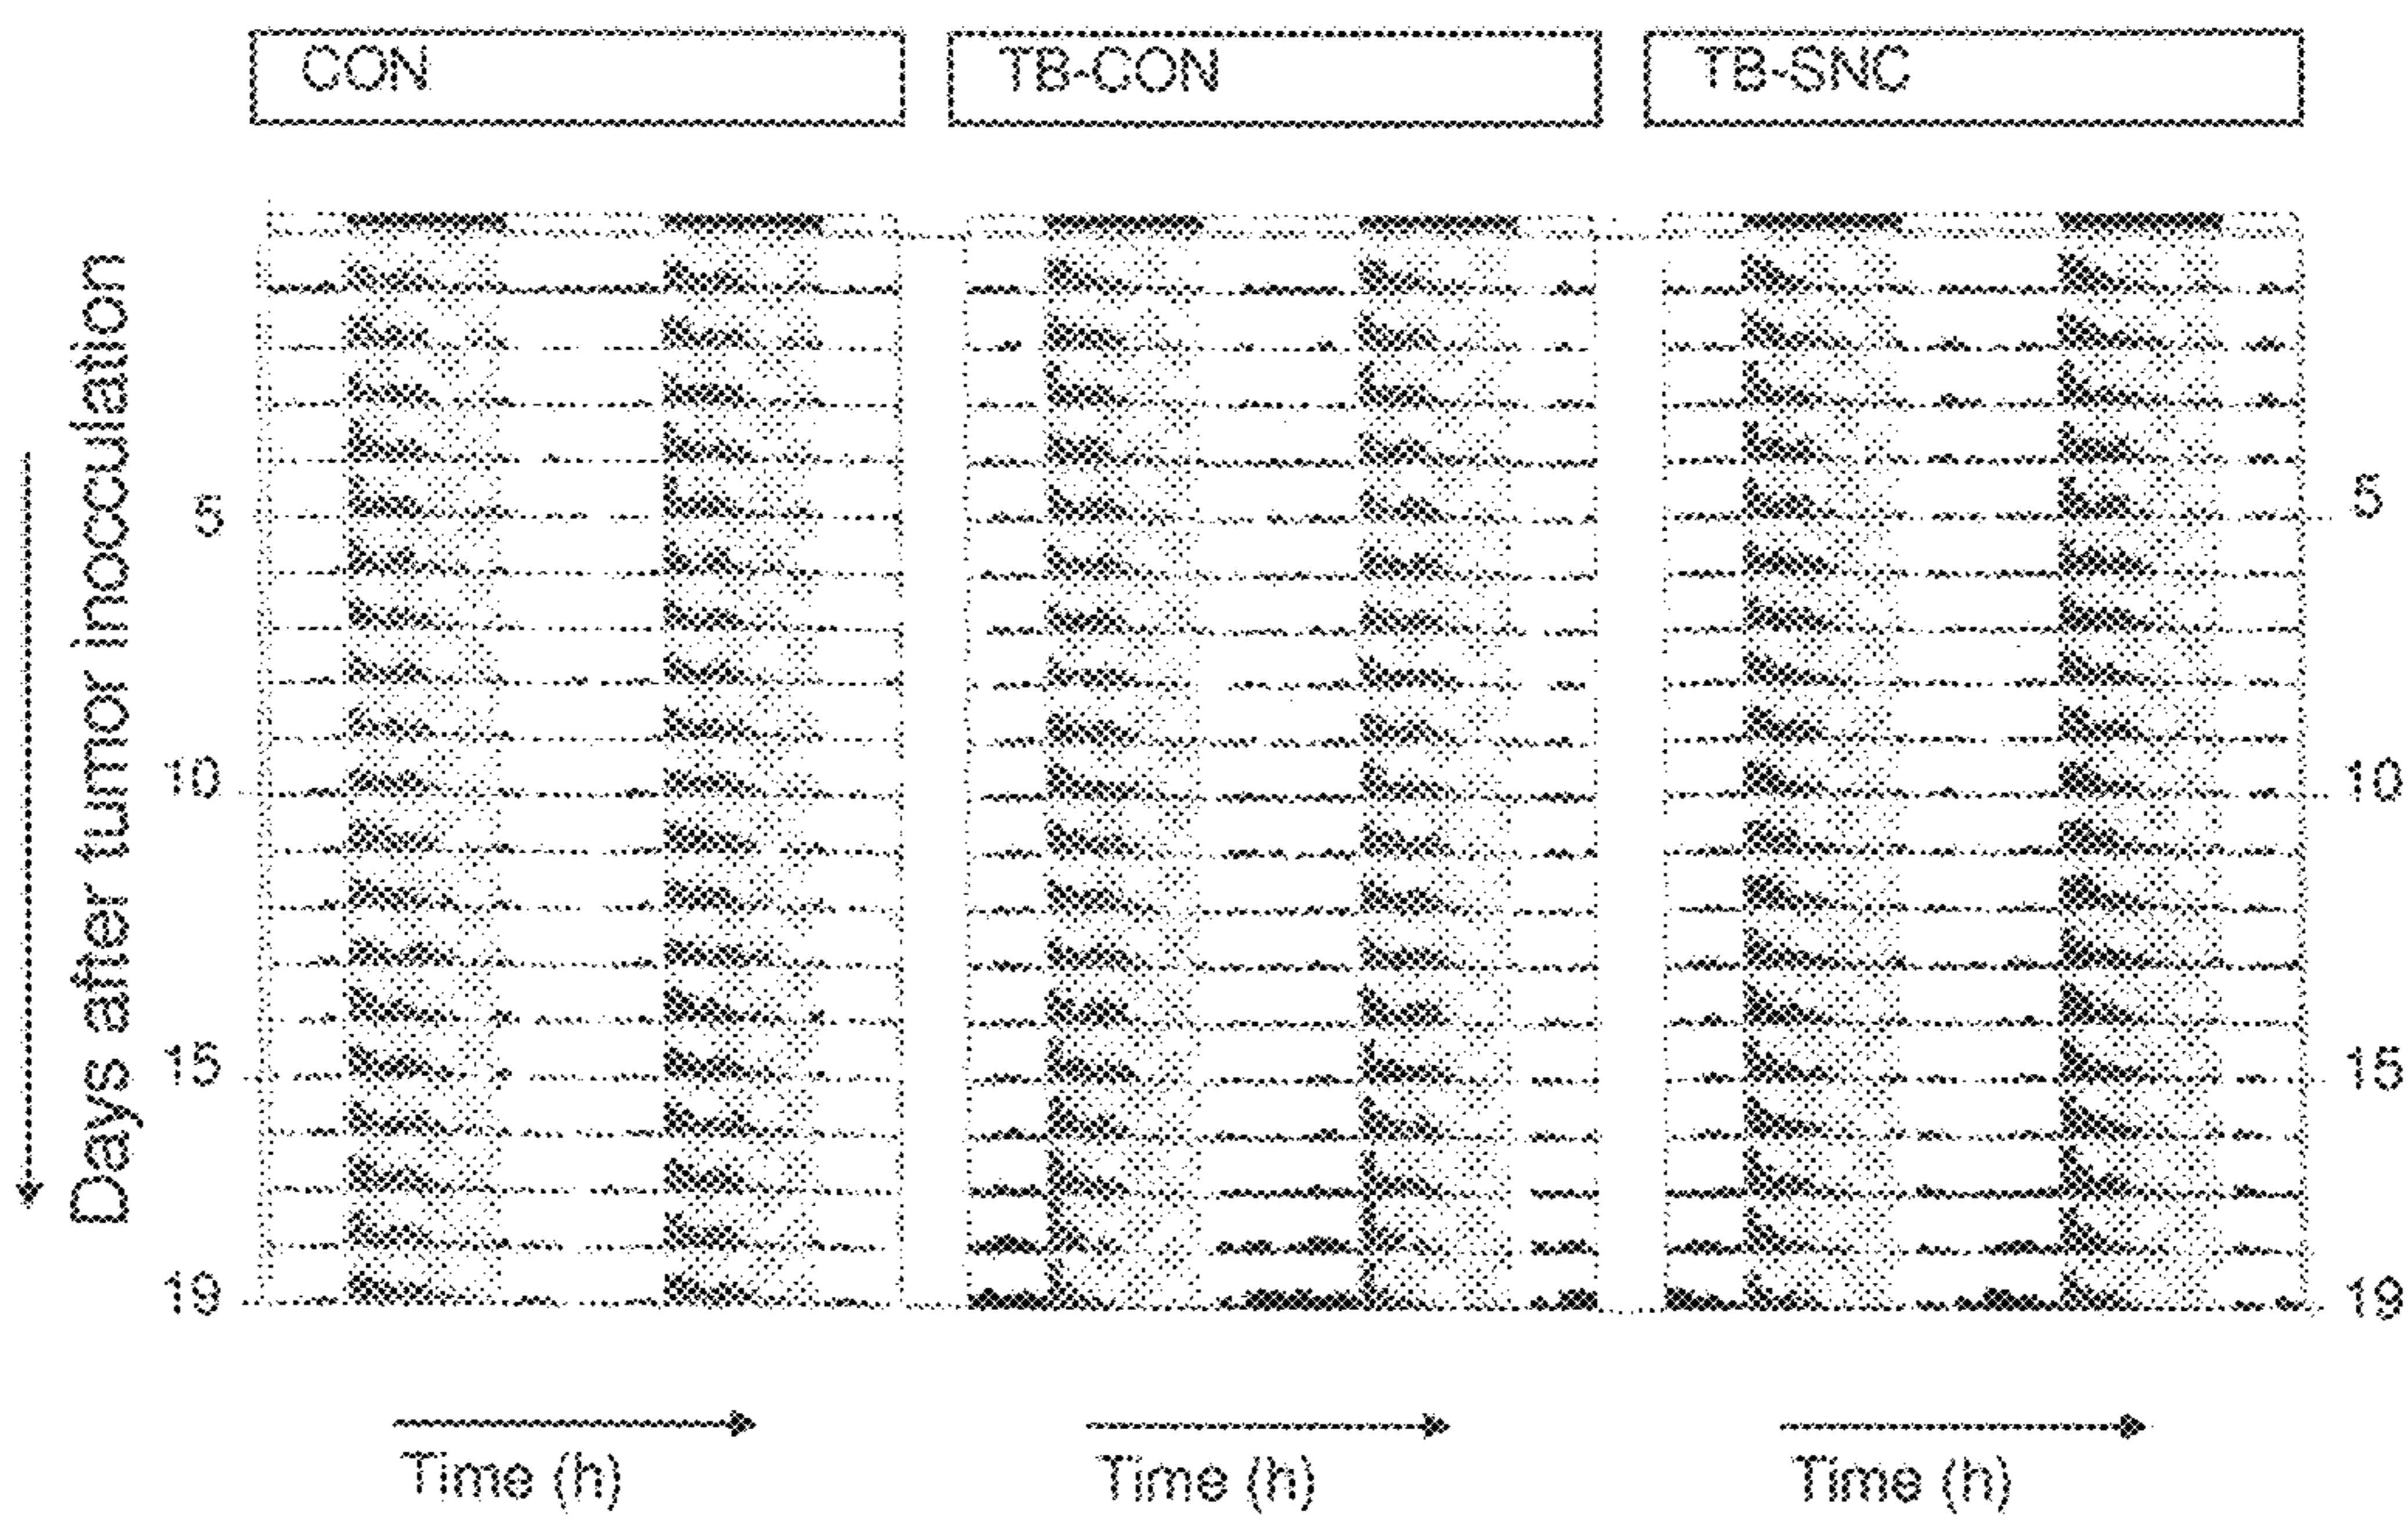 CON
TB-CON
TB-SNC
Days after tumor inocculation
5
10
15
19
5
10
15
19
Time (h)
Time (h)
Time (h)